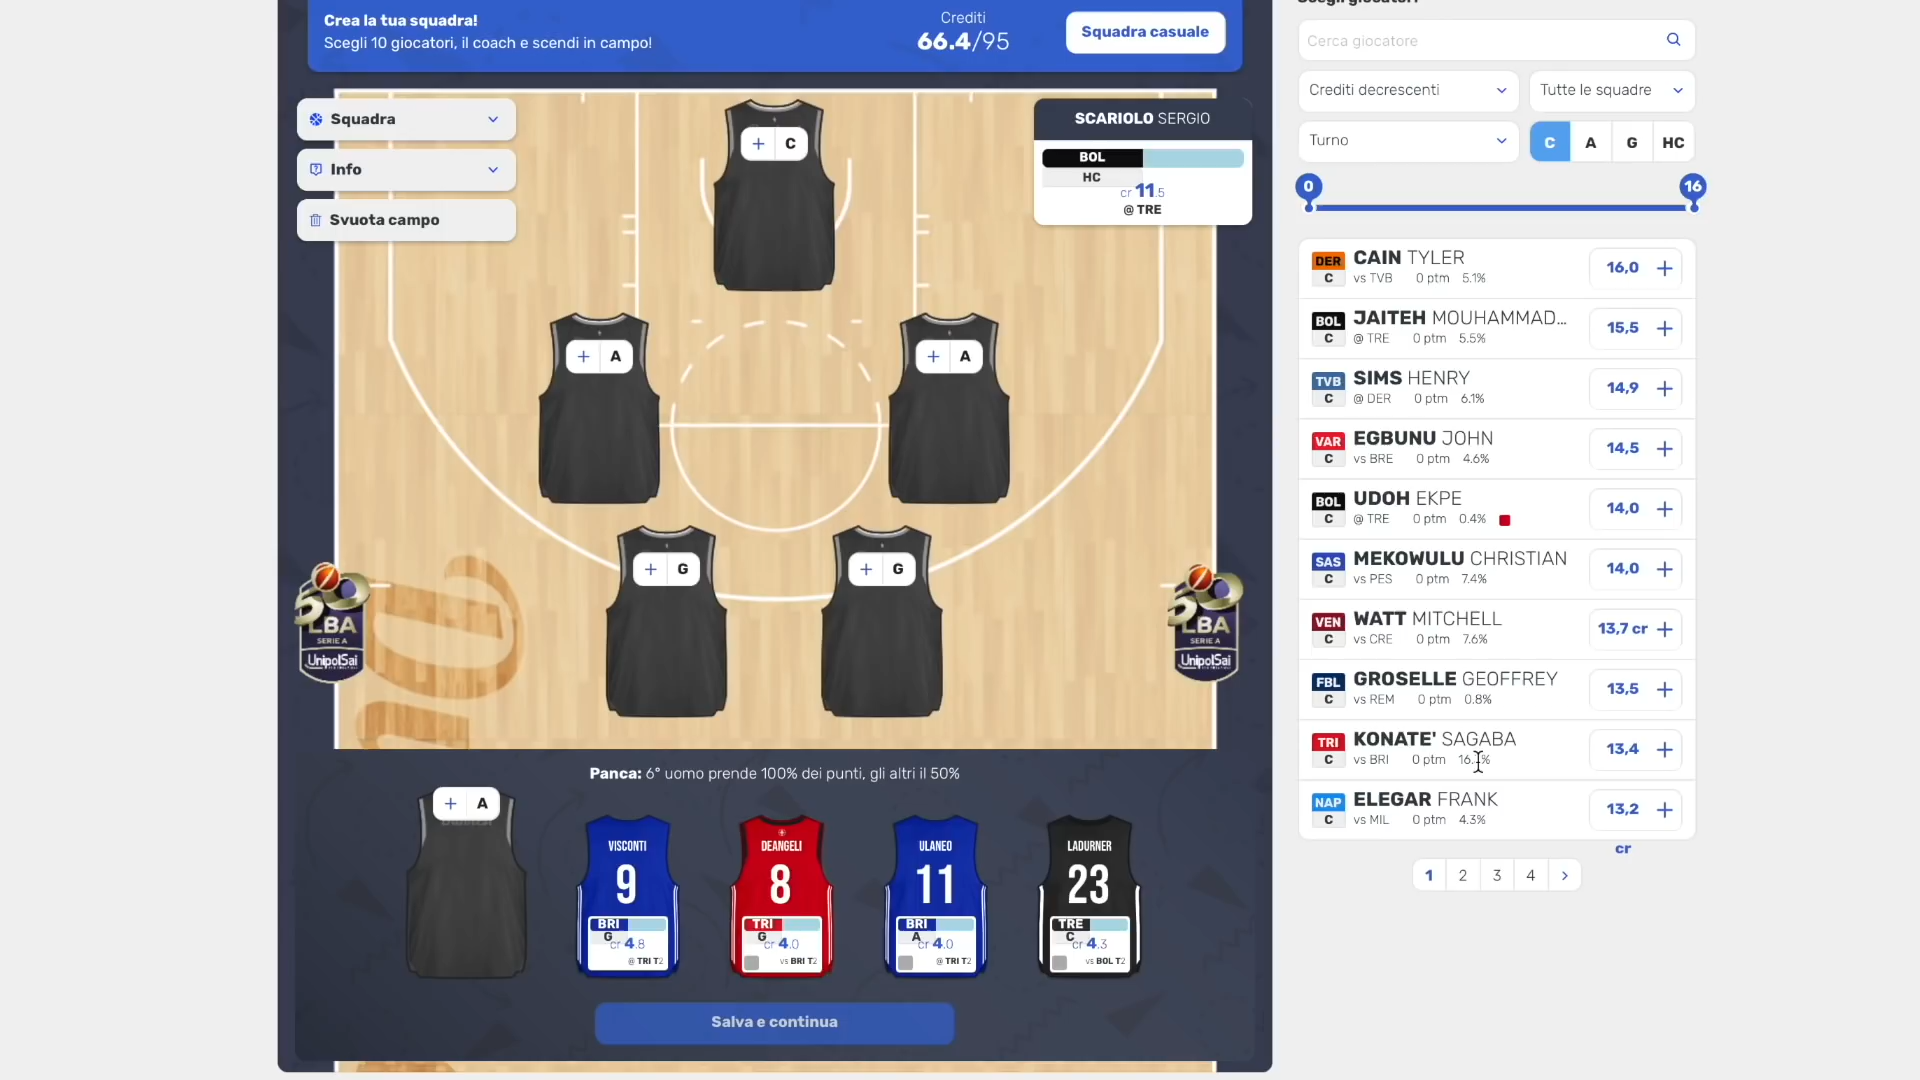 Crea la tua squadra!
Scegli 10 giocatori, il coach e scendi in campo!
Crediti
66.4/95
Squadra casuale
Squadra
Info
Svuota campo
SCARIOLO SERGIO
BOL
HC
cr 11.5
@ TRE
+ C
+ A
+ A
+ G
+ G
LBA
SERIE A
UnipolSai
LBA
SERIE A
UnipolSai
Panca: 6° uomo prende 100% dei punti, gli altri il 50%
+ A
VISCONTI
9
BRI
G
cr 4.8
@ TRI T2
DEANGELI
8
TRI
G
cr 4.0
vs BRI T2
ULANEO
11
BRI
A
cr 4.0
@ TRI T2
LADURNER
23
TRE
C
cr 4.3
vs BOL T2
Salva e continua
Scegli giocatori
Cerca giocatore
Crediti decrescenti
Tutte le squadre
Turno
C A G HC
0 16
DER CAIN TYLER 16,0 +
C vs TVB 0 ptm 5.1%
BOL JAITEH MOUHAMMAD... 15,5 +
C @ TRE 0 ptm 5.5%
TVB SIMS HENRY 14,9 +
C @ DER 0 ptm 6.1%
VAR EGBUNU JOHN 14,5 +
C vs BRE 0 ptm 4.6%
BOL UDOH EKPE 14,0 +
C @ TRE 0 ptm 0.4%
SAS MEKOWULU CHRISTIAN 14,0 +
C vs PES 0 ptm 7.4%
VEN WATT MITCHELL 13,7 cr +
C vs CRE 0 ptm 7.6%
FBL GROSELLE GEOFFREY 13,5 +
C vs REM 0 ptm 0.8%
TRI KONATE' SAGABA 13,4 +
C vs BRI 0 ptm
NAP ELEGAR FRANK 13,2 +
C vs MIL 0 ptm 4.3%
cr
1 2 3 4 >